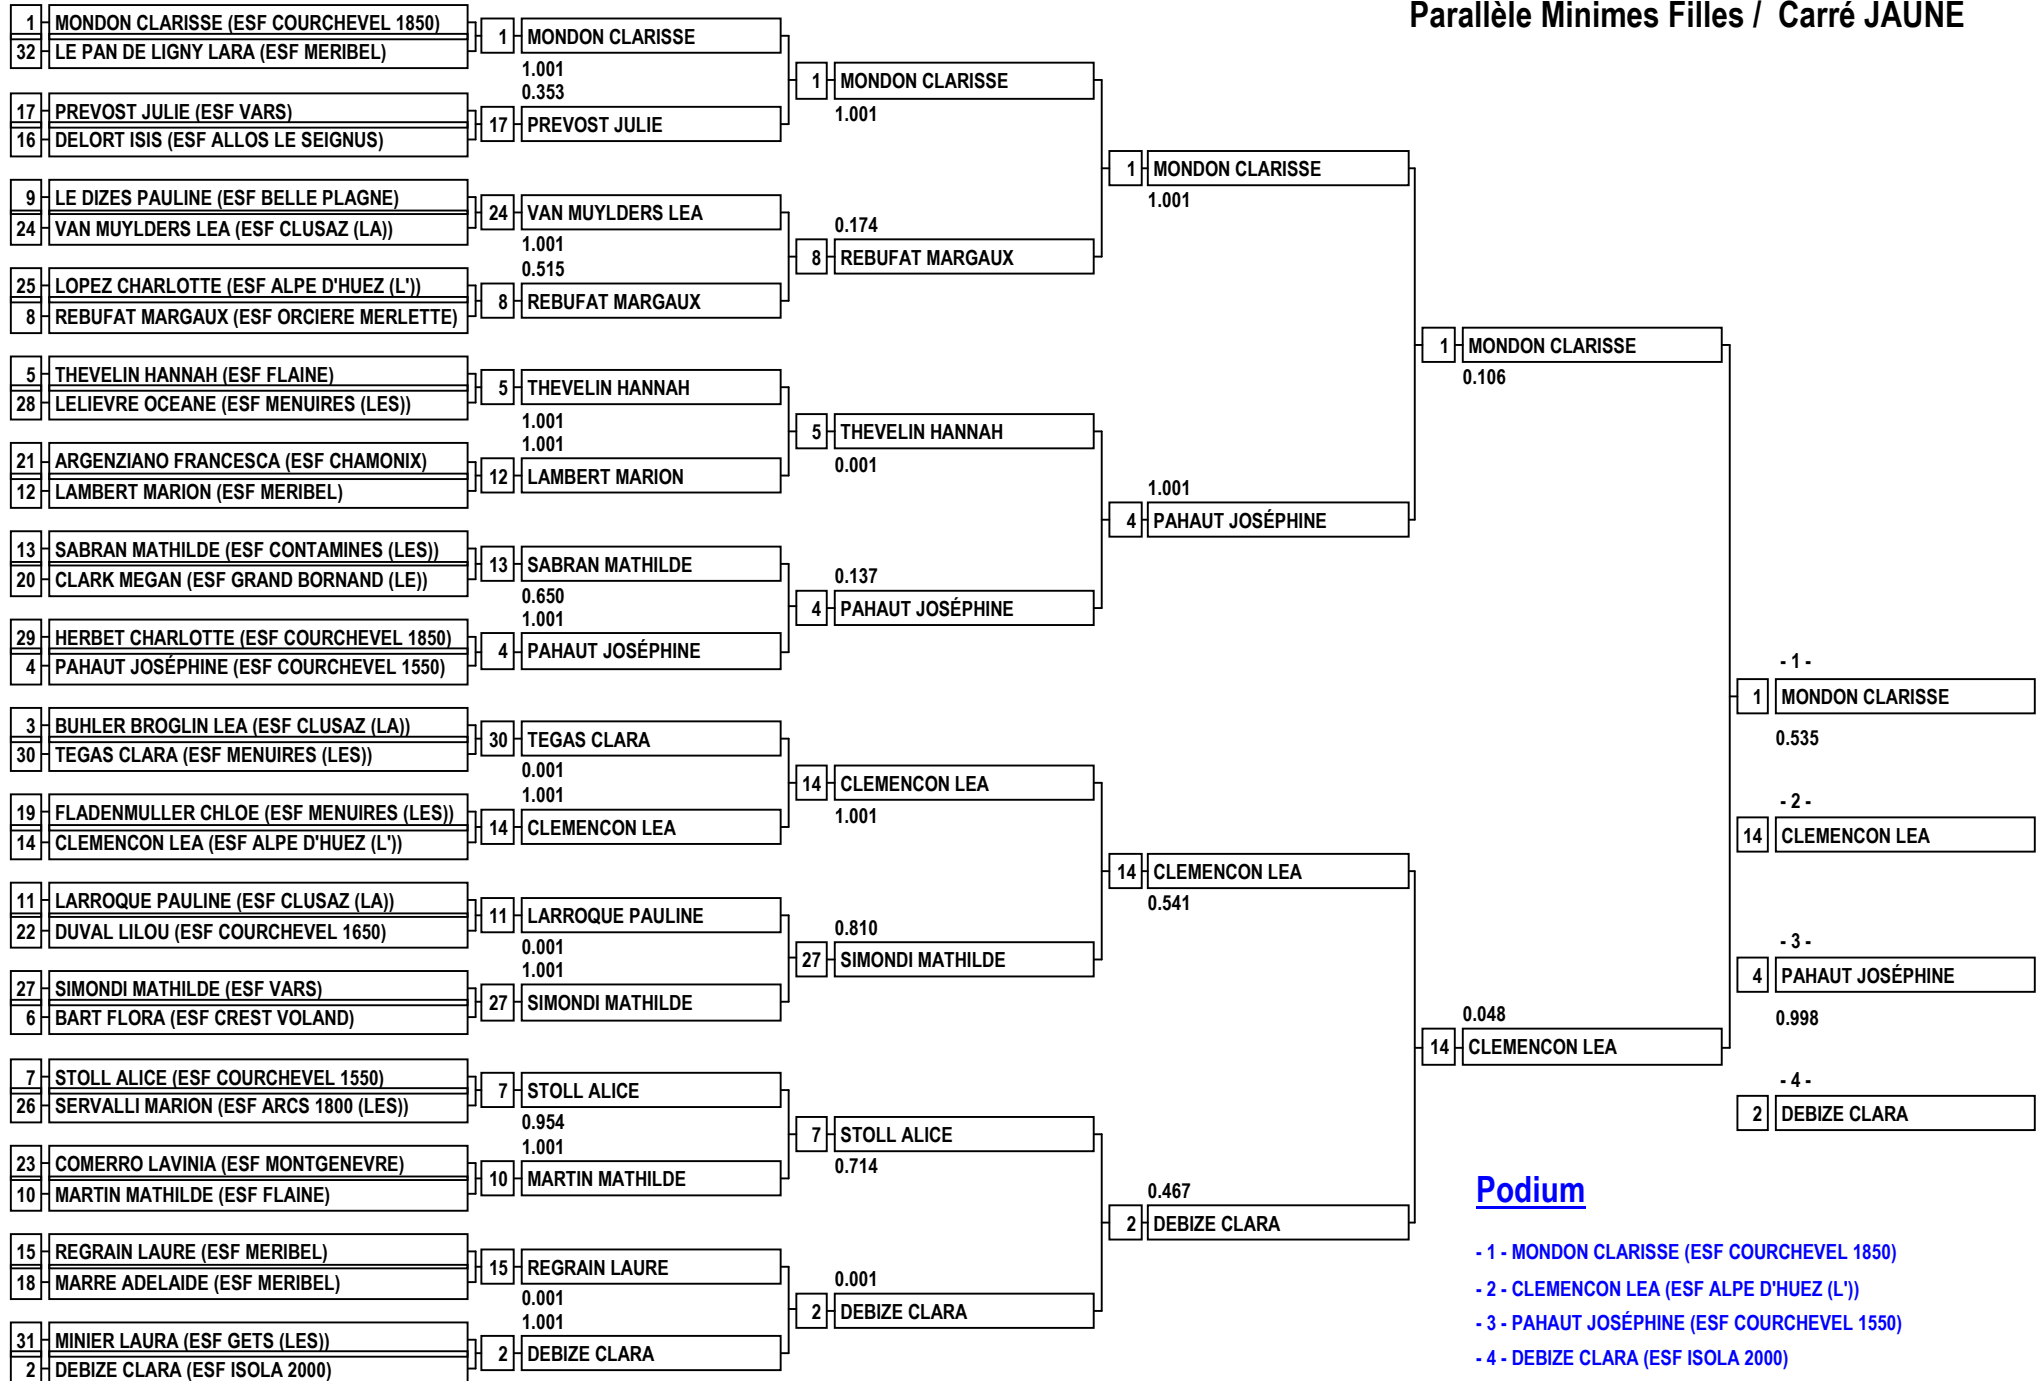 Parallèle Minimes Filles / Carré JAUNE
1 MONDON CLARISSE (ESF COURCHEVEL 1850)
32 LE PAN DE LIGNY LARA (ESF MERIBEL)
17 PREVOST JULIE (ESF VARS)
16 DELORT ISIS (ESF ALLOS LE SEIGNUS)
9 LE DIZES PAULINE (ESF BELLE PLAGNE)
24 VAN MUYLDERS LEA (ESF CLUSAZ (LA))
25 LOPEZ CHARLOTTE (ESF ALPE D'HUEZ (L'))
8 REBUFAT MARGAUX (ESF ORCIERE MERLETTE)
5 THEVELIN HANNAH (ESF FLAINE)
28 LELIEVRE OCEANE (ESF MENUIRES (LES))
21 ARGENZIANO FRANCESCA (ESF CHAMONIX)
12 LAMBERT MARION (ESF MERIBEL)
13 SABRAN MATHILDE (ESF CONTAMINES (LES))
20 CLARK MEGAN (ESF GRAND BORNAND (LE))
29 HERBET CHARLOTTE (ESF COURCHEVEL 1850)
4 PAHAUT JOSÉPHINE (ESF COURCHEVEL 1550)
3 BUHLER BROGLIN LEA (ESF CLUSAZ (LA))
30 TEGAS CLARA (ESF MENUIRES (LES))
19 FLADENMULLER CHLOE (ESF MENUIRES (LES))
14 CLEMENCON LEA (ESF ALPE D'HUEZ (L'))
11 LARROQUE PAULINE (ESF CLUSAZ (LA))
22 DUVAL LILOU (ESF COURCHEVEL 1650)
27 SIMONDI MATHILDE (ESF VARS)
6 BART FLORA (ESF CREST VOLAND)
7 STOLL ALICE (ESF COURCHEVEL 1550)
26 SERVALLI MARION (ESF ARCS 1800 (LES))
23 COMERRO LAVINIA (ESF MONTGENEVRE)
10 MARTIN MATHILDE (ESF FLAINE)
15 REGRAIN LAURE (ESF MERIBEL)
18 MARRE ADELAIDE (ESF MERIBEL)
31 MINIER LAURA (ESF GETS (LES))
2 DEBIZE CLARA (ESF ISOLA 2000)
1 MONDON CLARISSE
1.001
0.353
17 PREVOST JULIE
24 VAN MUYLDERS LEA
1.001
0.515
8 REBUFAT MARGAUX
5 THEVELIN HANNAH
1.001
1.001
12 LAMBERT MARION
13 SABRAN MATHILDE
0.650
1.001
4 PAHAUT JOSÉPHINE
30 TEGAS CLARA
0.001
1.001
14 CLEMENCON LEA
11 LARROQUE PAULINE
0.001
1.001
27 SIMONDI MATHILDE
7 STOLL ALICE
0.954
1.001
10 MARTIN MATHILDE
15 REGRAIN LAURE
0.001
1.001
2 DEBIZE CLARA
1 MONDON CLARISSE
1.001
0.174
8 REBUFAT MARGAUX
5 THEVELIN HANNAH
0.001
0.137
4 PAHAUT JOSÉPHINE
14 CLEMENCON LEA
1.001
0.810
27 SIMONDI MATHILDE
7 STOLL ALICE
0.714
0.001
2 DEBIZE CLARA
1 MONDON CLARISSE
1.001
1.001
4 PAHAUT JOSÉPHINE
14 CLEMENCON LEA
0.541
0.467
2 DEBIZE CLARA
1 MONDON CLARISSE
0.106
0.048
14 CLEMENCON LEA
- 1 -
1 MONDON CLARISSE
0.535
- 2 -
14 CLEMENCON LEA
- 3 -
4 PAHAUT JOSÉPHINE
0.998
- 4 -
2 DEBIZE CLARA
Podium
- 1 - MONDON CLARISSE (ESF COURCHEVEL 1850)
- 2 - CLEMENCON LEA (ESF ALPE D'HUEZ (L'))
- 3 - PAHAUT JOSÉPHINE (ESF COURCHEVEL 1550)
- 4 - DEBIZE CLARA (ESF ISOLA 2000)